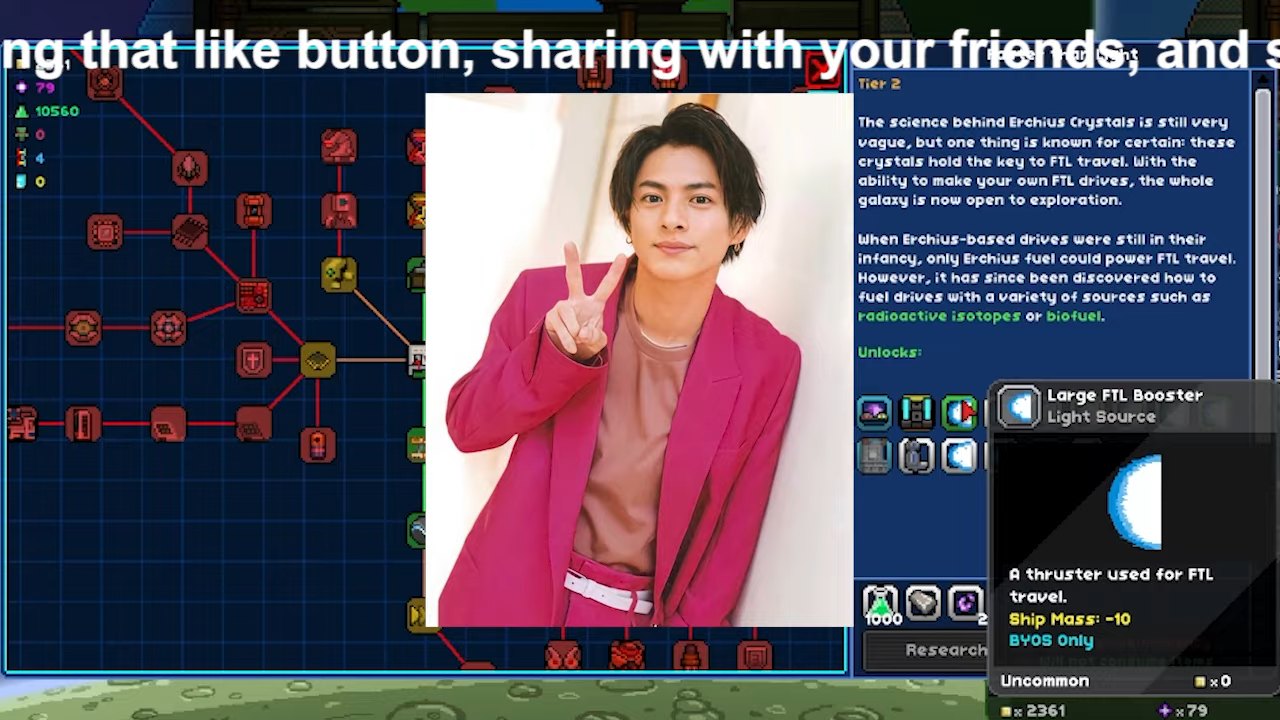 ng that like button, sharing with your friends, and s
79
10560
0
4
0
Tier 2
The science behind Erchius Crystals is still very
vague, but one thing is known for certain: these
crystals hold the key to FTL travel. With the
ability to make your own FTL drives, the whole
galaxy is now open to exploration.
When Erchius-based drives were still in their
infancy, only Erchius fuel could power FTL travel.
However, it has since been discovered how to
fuel drives with a variety of sources such as
radioactive isotopes or biofuel.
Unlocks:
Large FTL Booster
Light Source
A thruster used for FTL
travel.
Ship Mass: -10
BYOS Only
Uncommon
x0
1000
2
Research
x 2361
x 79